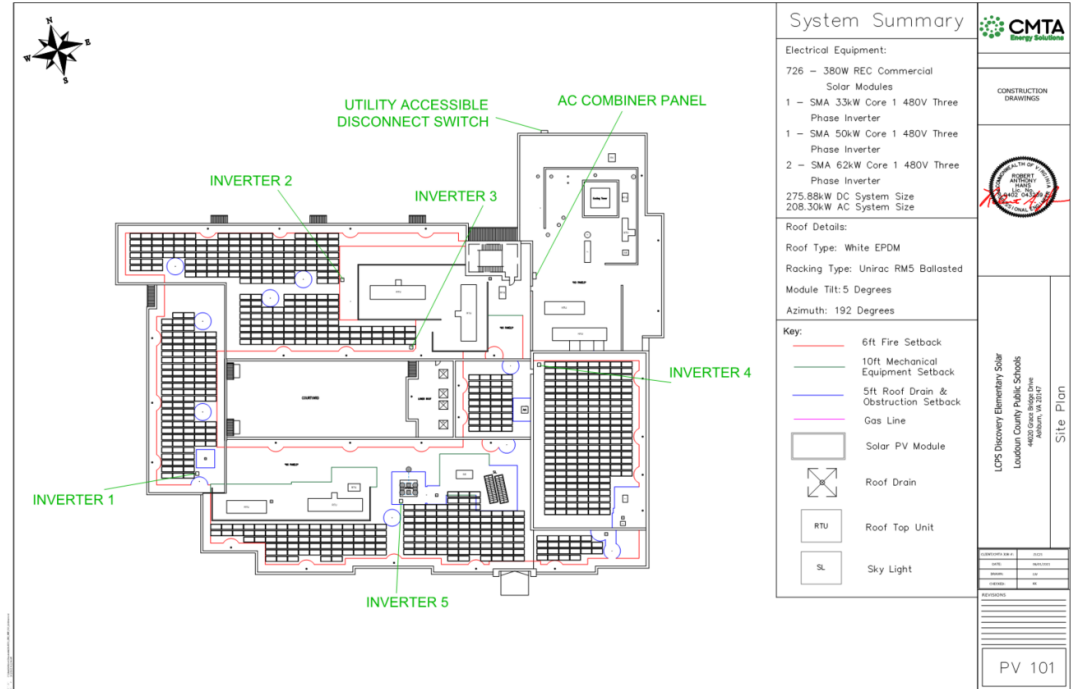 N
E
W
S
UTILITY ACCESSIBLE
DISCONNECT SWITCH
AC COMBINER PANEL
INVERTER 2
INVERTER 3
INVERTER 4
INVERTER 1
INVERTER 5
COURTYARD
SL
System Summary
Electrical Equipment:
726 – 380W REC Commercial
Solar Modules
1 – SMA 33kW Core 1 480V Three
Phase Inverter
1 – SMA 50kW Core 1 480V Three
Phase Inverter
2 – SMA 62kW Core 1 480V Three
Phase Inverter
275.88kW DC System Size
208.30kW AC System Size
Roof Details:
Roof Type: White EPDM
Racking Type: Unirac RM5 Ballasted
Module Tilt: 5 Degrees
Azimuth: 192 Degrees
Key:
6ft Fire Setback
10ft Mechanical
Equipment Setback
5ft Roof Drain &
Obstruction Setback
Gas Line
Solar PV Module
Roof Drain
RTU
Roof Top Unit
SL
Sky Light
CMTA
Energy Solutions
CONSTRUCTION
DRAWINGS
COMMONWEALTH OF VIRGINIA
ROBERT
ANTHONY
HANS
Lic. No.
LCPS Discovery Elementary Solar
Loudoun County Public Schools
44020 Grace Bridge Drive
Ashburn, VA 20147
Site Plan
REVISIONS
PV 101